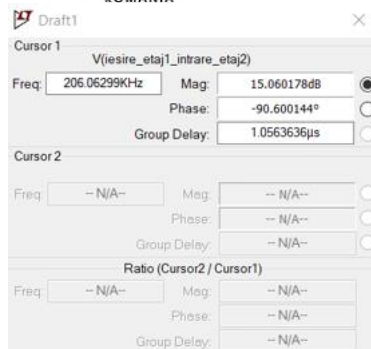 ROMANIA
Draft1
Cursor 1
V(iesire_etaj1_intrare_etaj2)
Freq: 206.06299KHz Mag: 15.060178dB
Phase: -90.600144°
Group Delay: 1.0563636µs
Cursor 2
Freq: -- N/A-- Mag: -- N/A--
Phase: -- N/A--
Group Delay: -- N/A--
Ratio (Cursor2 / Cursor1)
Freq: -- N/A-- Mag: -- N/A--
Phase: -- N/A--
Group Delay: -- N/A--